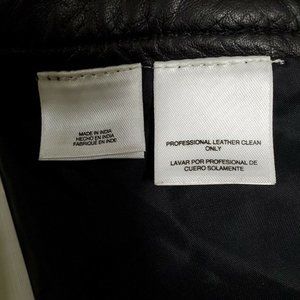 MADE IN INDIA
HECHO EN INDIA
FABRIQUE EN INDE
PROFESSIONAL LEATHER CLEAN
ONLY
LAVAR POR PROFESIONAL DE
CUERO SOLAMENTE